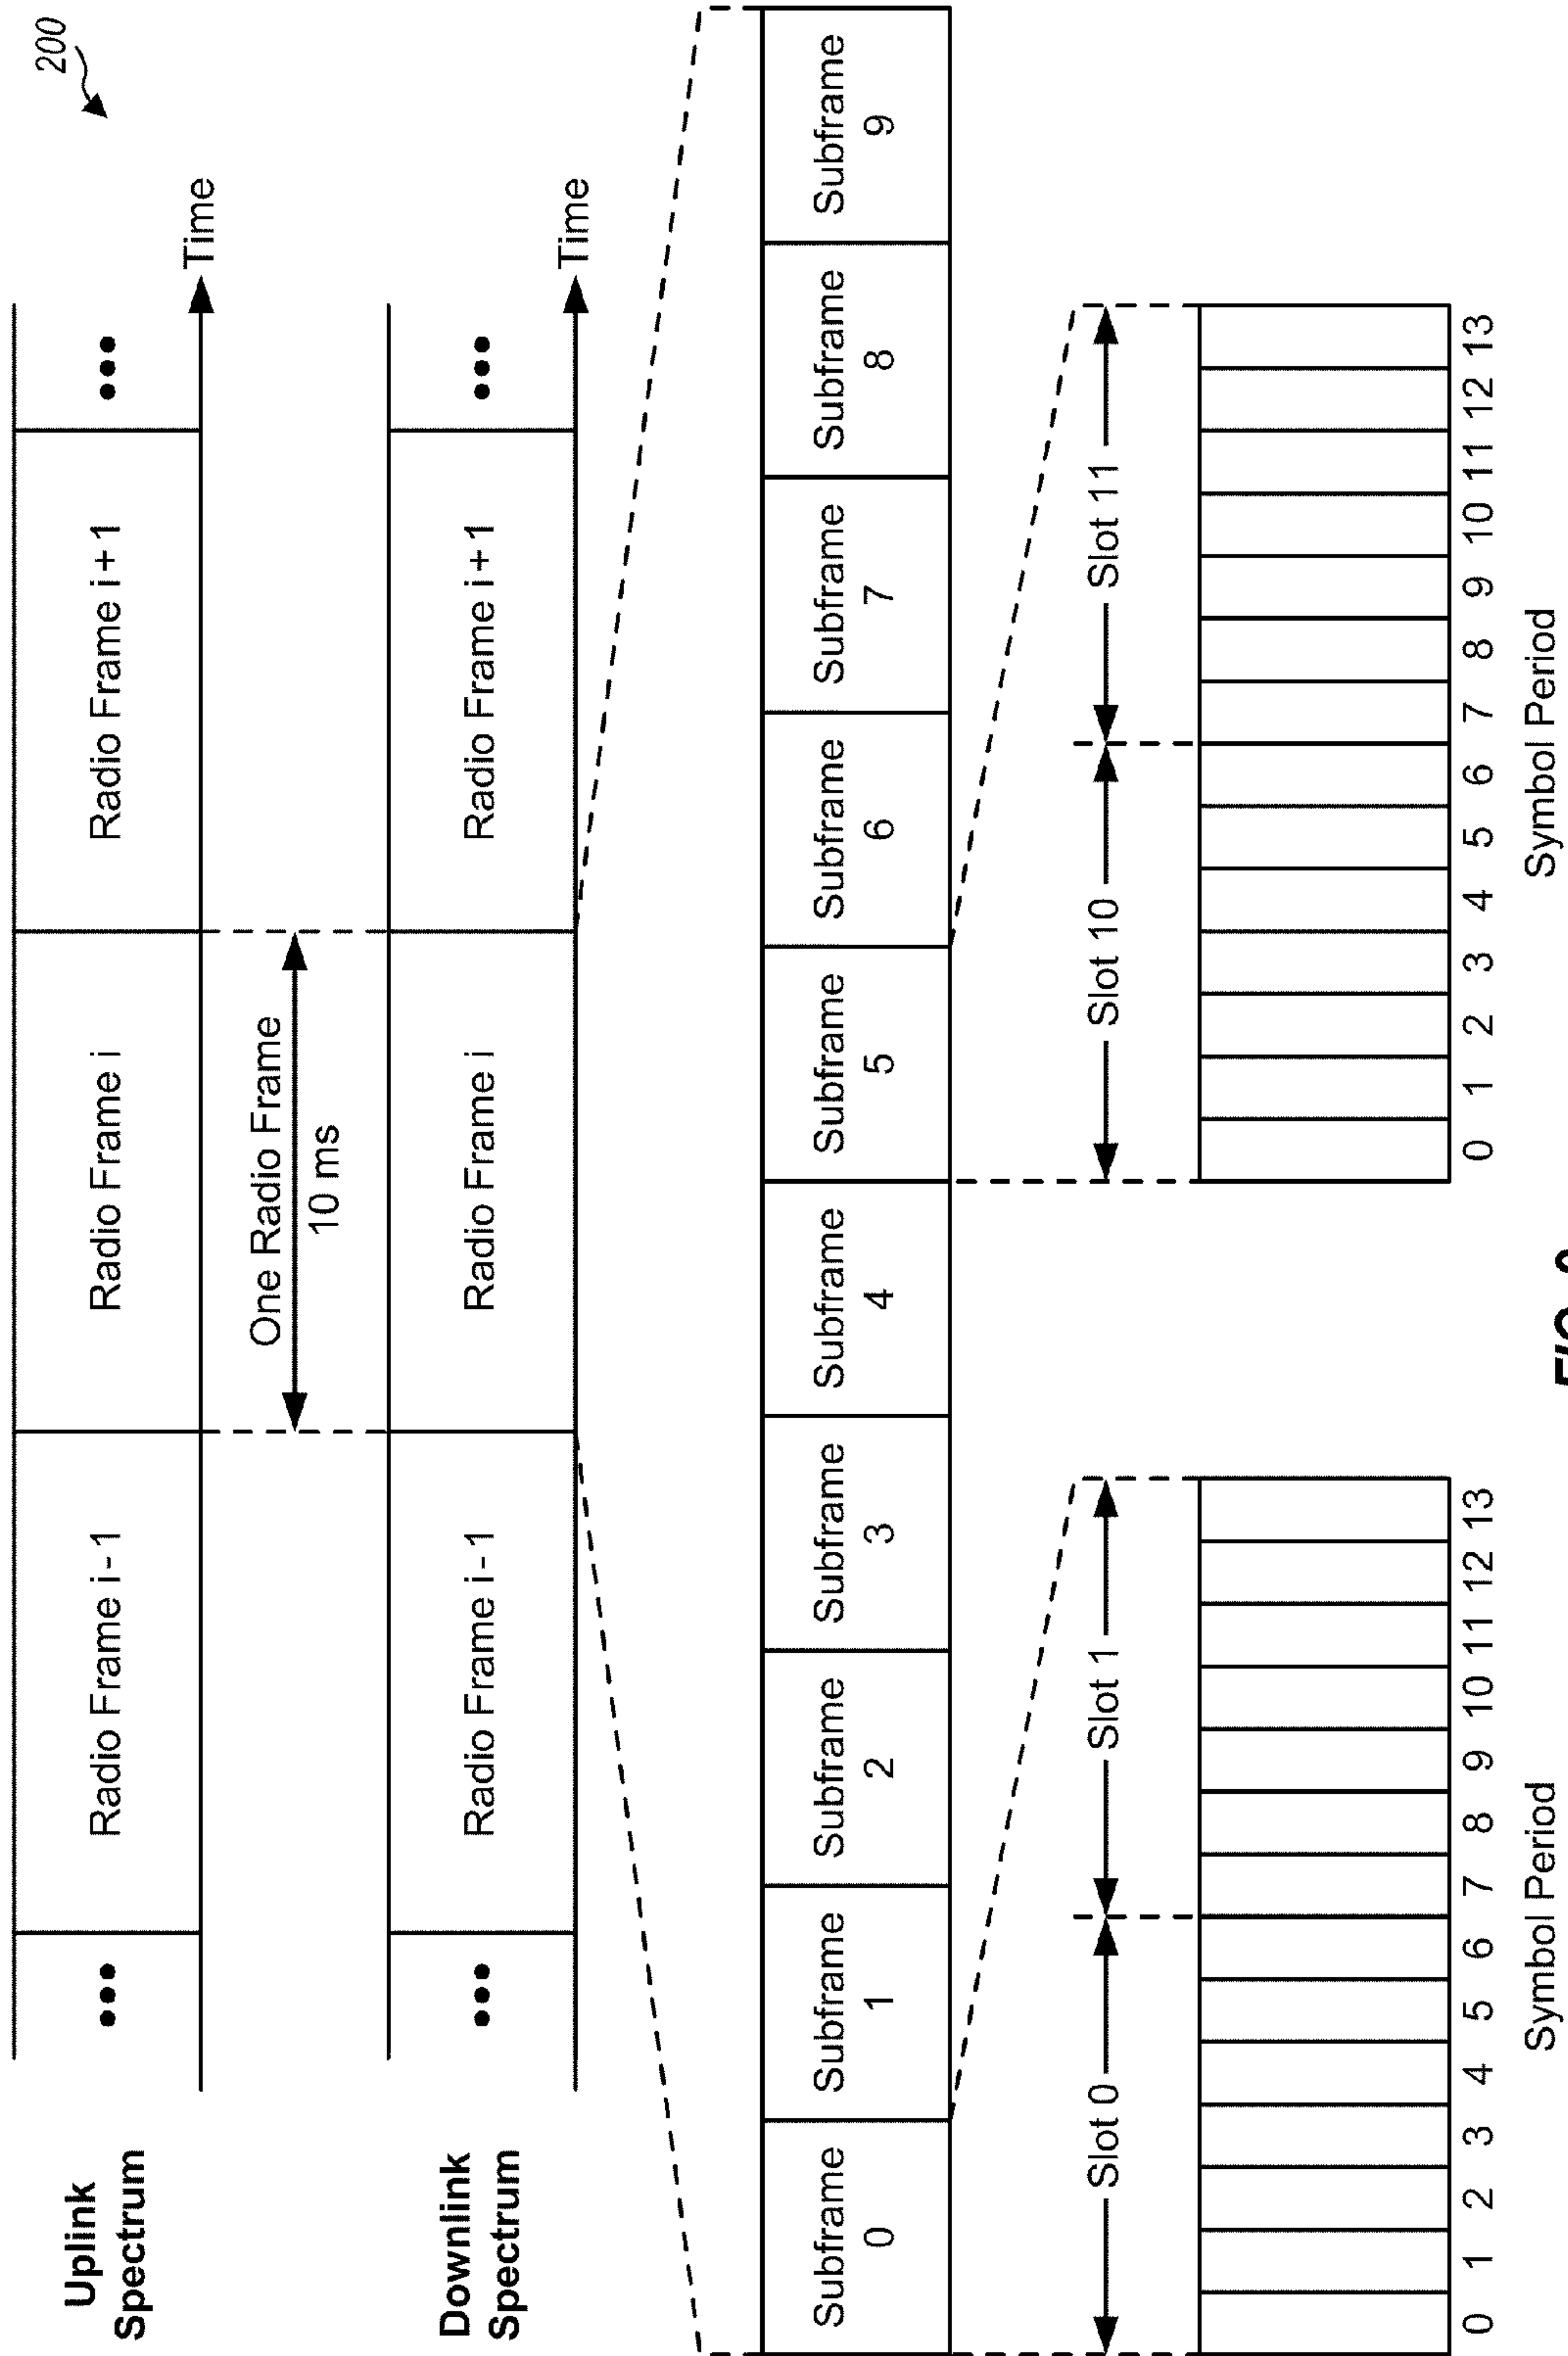 200
Uplink
Spectrum
••• Radio Frame i-1 Radio Frame i Radio Frame i+1 •••
Time
One Radio Frame
10 ms
Downlink
Spectrum
••• Radio Frame i-1 Radio Frame i Radio Frame i+1 •••
Time
Subframe 0
Subframe 1
Subframe 2
Subframe 3
Subframe 4
Subframe 5
Subframe 6
Subframe 7
Subframe 8
Subframe 9
Slot 0 Slot 1
0 1 2 3 4 5 6 7 8 9 10 11 12 13
Symbol Period
Slot 10 Slot 11
0 1 2 3 4 5 6 7 8 9 10 11 12 13
Symbol Period
FIG.